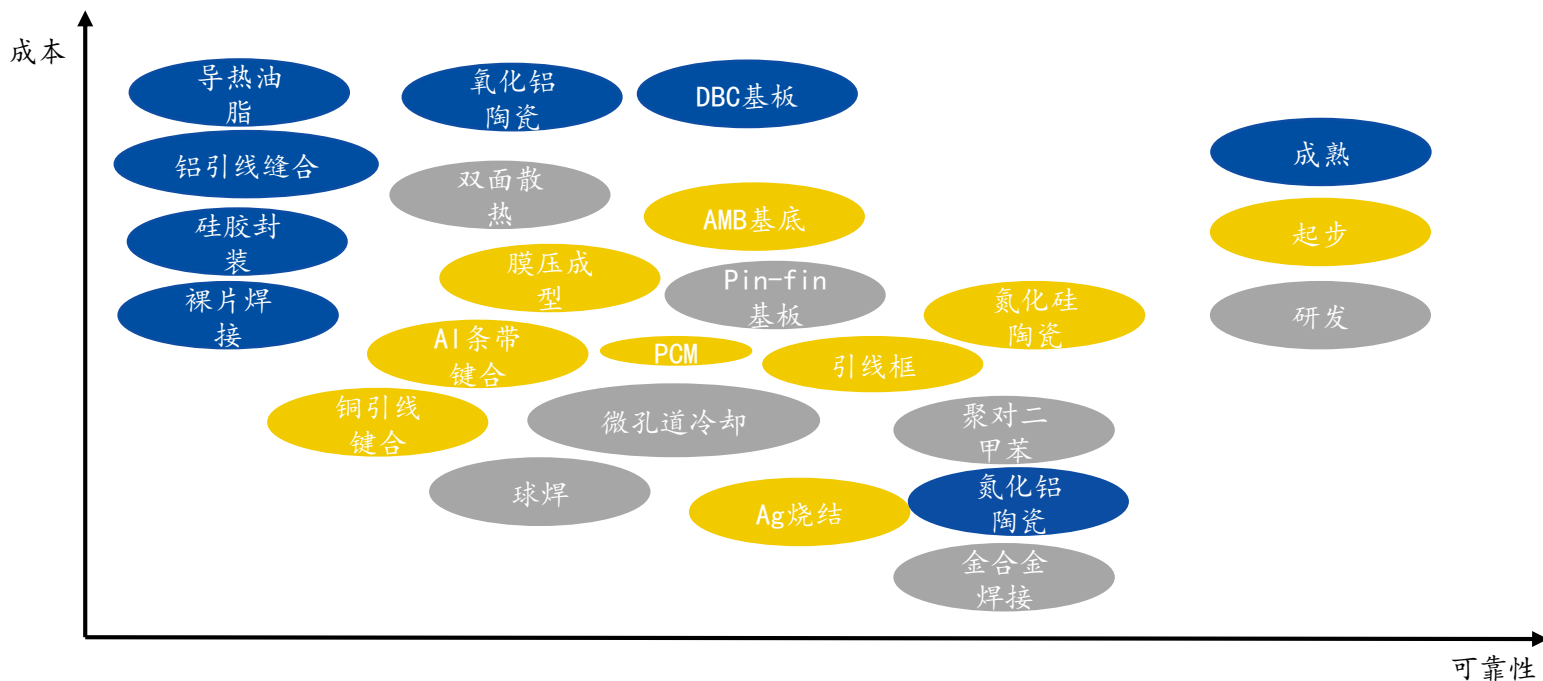 成本
导热油
脂
氧化铝
陶瓷
DBC基板
铝引线缝合
双面散
热
成熟
硅胶封
装
AMB基底
起步
膜压成
型
Pin-fin
基板
裸片焊
接
氮化硅
陶瓷
研发
Al条带
键合
PCM
引线框
铜引线
键合
微孔道冷却
聚对二
甲苯
球焊
Ag烧结
氮化铝
陶瓷
金合金
焊接
可靠性